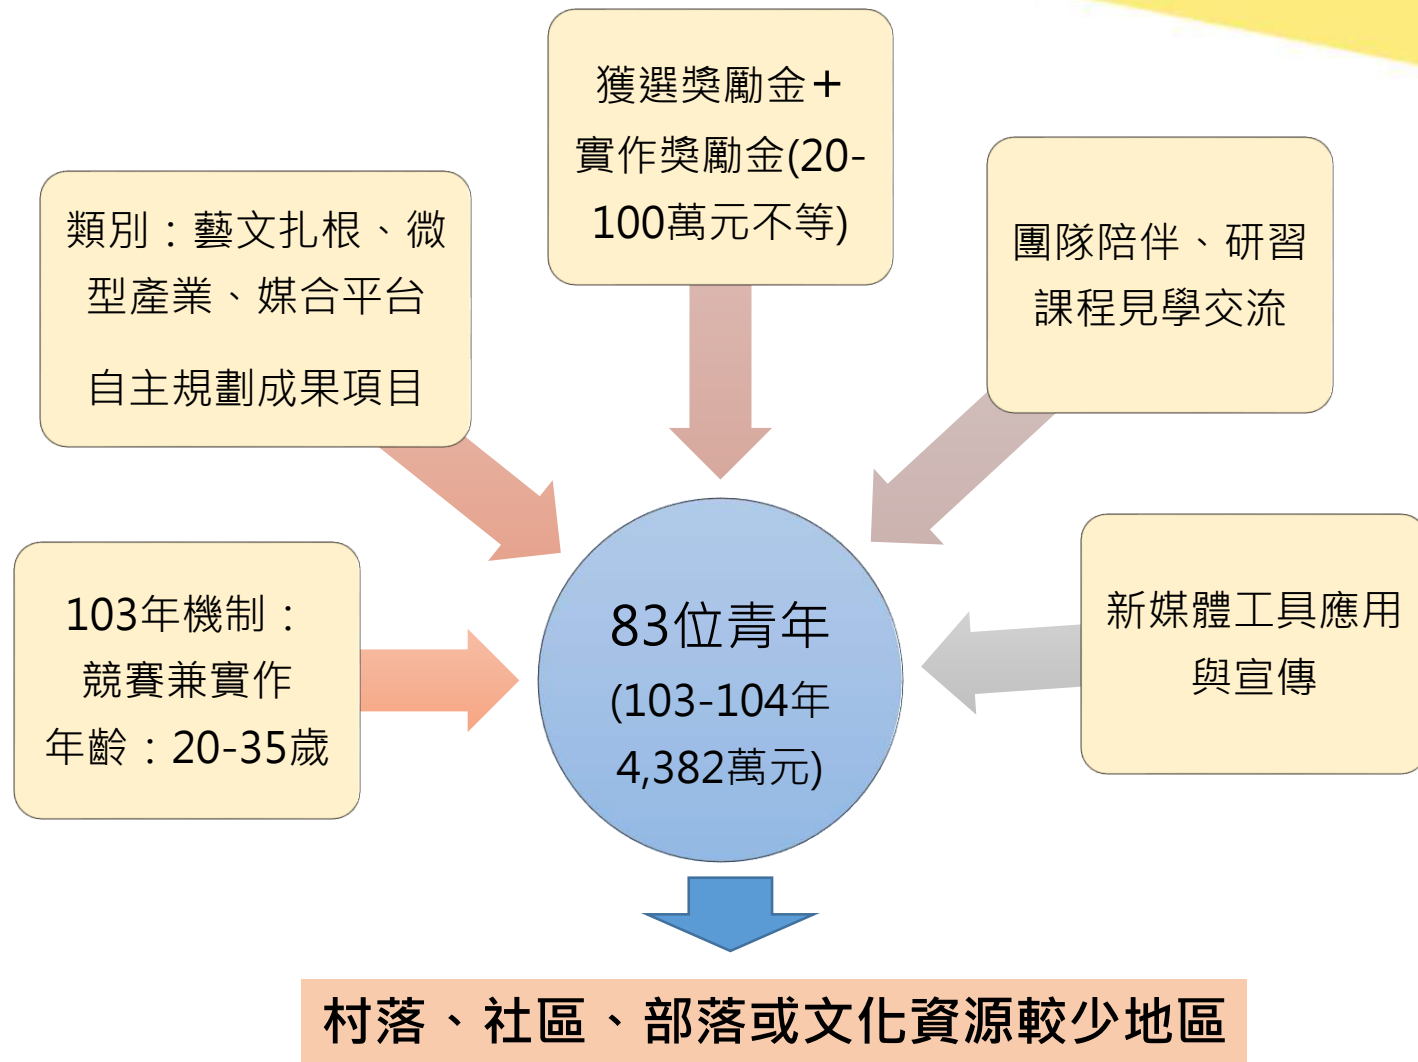 獲選獎勵金＋
實作獎勵金(20-
100萬元不等)
類別：藝文扎根、微
型產業、媒合平台
自主規劃成果項目
團隊陪伴、研習
課程見學交流
103年機制：
競賽兼實作
年齡：20-35歲
83位青年
(103-104年
4,382萬元)
新媒體工具應用
與宣傳
村落、社區、部落或文化資源較少地區